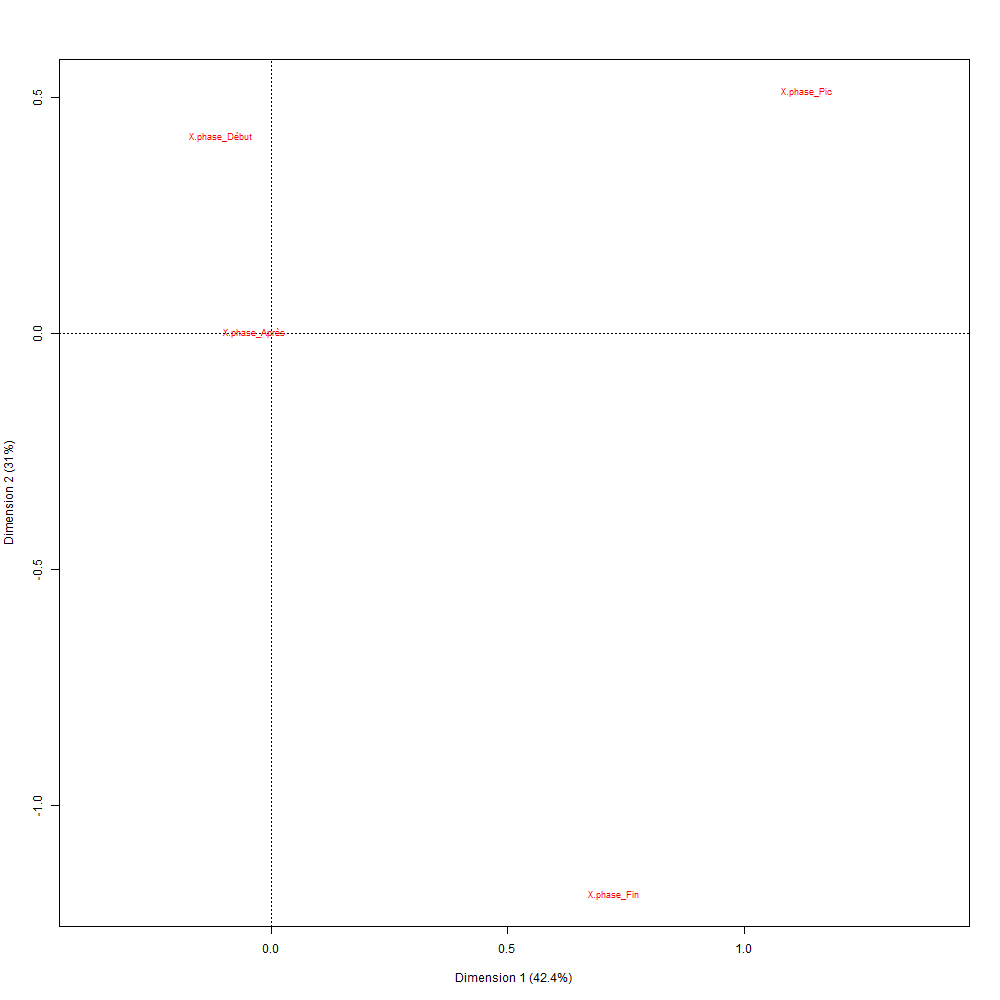 0.5
X.phase_Pic
X.phase_Début
0.0
X.phase_Après
Dimension 2 (31%)
-0.5
-1.0
X.phase_Fin
0.0
0.5
1.0
Dimension 1 (42.4%)